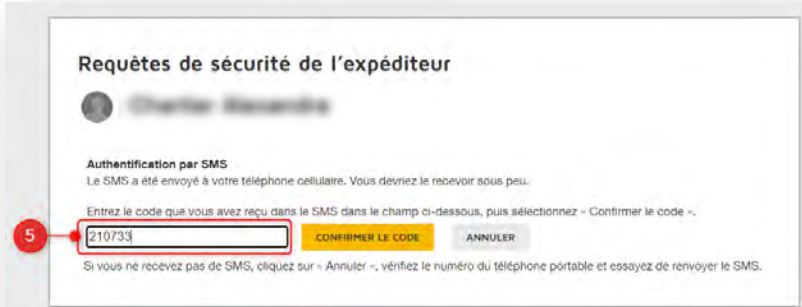 Requêtes de sécurité de l'expéditeur
Authentification par SMS
Le SMS a été envoyé à votre téléphone cellulaire. Vous devriez le recevoir sous peu.
Entrez le code que vous avez reçu dans le SMS dans le champ ci-dessous, puis sélectionnez « Confirmer le code ».
5 210733 CONFIRMER LE CODE ANNULER
Si vous ne recevez pas de SMS, cliquez sur « Annuler », vérifiez le numéro du téléphone portable et essayez de renvoyer le SMS.